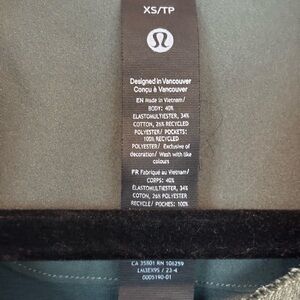 XS/TP
Designed in Vancouver
Conçu à Vancouver
EN Made in Vietnam/
BODY: 40%
ELASTOMULTIESTER, 34%
COTTON, 26% RECYCLED
POLYESTER/ POCKETS:
100% RECYCLED
POLYESTER/ Exclusive of
decoration/ Wash with like
colours
FR Fabriqué au Vietnam/
CORPS: 40%
ELASTOMULTIESTER, 34%
COTON, 26% POLYESTER
RECYCLÉ/ POCHES: 100%
CA 35801 RN 106259
LM3EX9S / 23-4
0UD5190-01